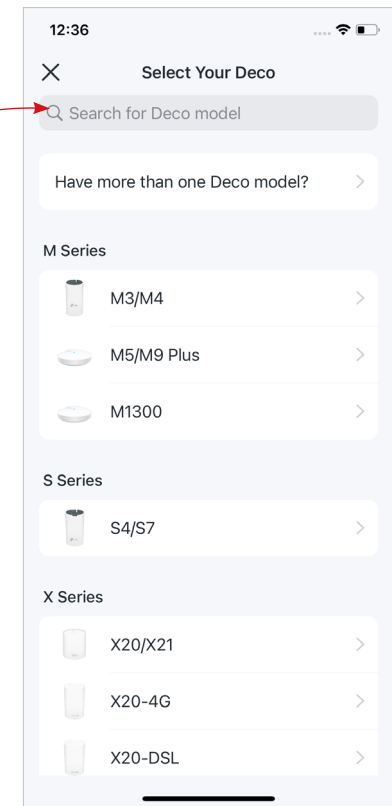 12:36
Select Your Deco
Search for Deco model
Have more than one Deco model?
M Series
M3/M4
M5/M9 Plus
M1300
S Series
S4/S7
X Series
X20/X21
X20-4G
X20-DSL